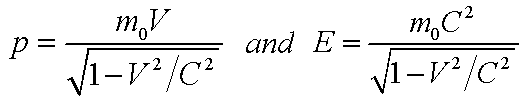 p = m₀V / √(1 − V²/C²) and E = m₀C² / √(1 − V²/C²)